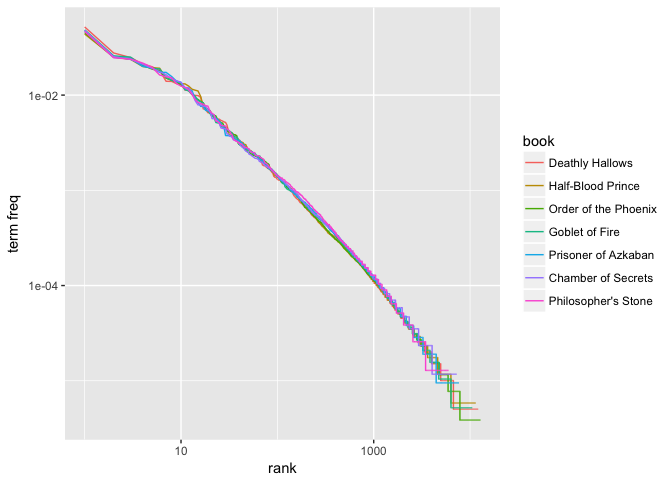 1e-02
1e-04
term freq
10
1000
rank
book
Deathly Hallows
Half-Blood Prince
Order of the Phoenix
Goblet of Fire
Prisoner of Azkaban
Chamber of Secrets
Philosopher's Stone